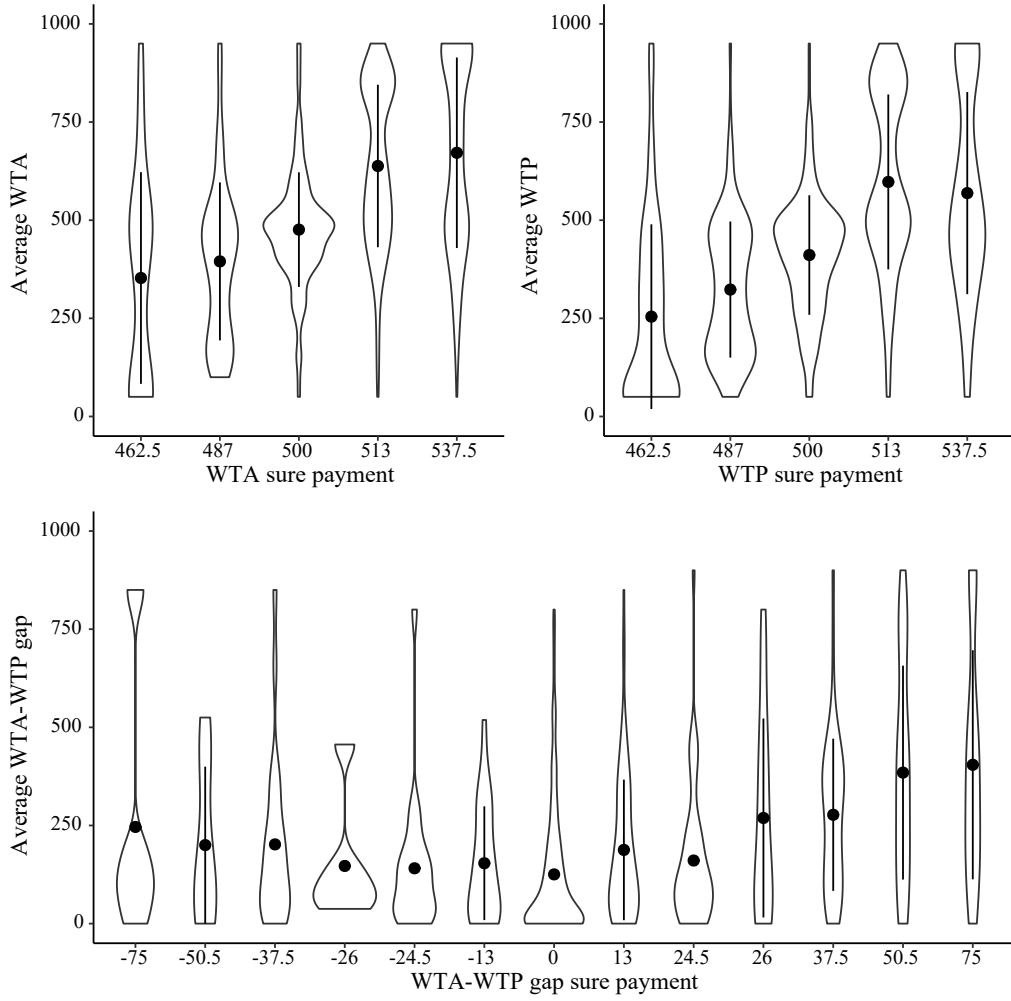 1000
750
500
250
0
Average WTA
462.5 487 500 513 537.5
WTA sure payment
1000
750
500
250
0
Average WTP
462.5 487 500 513 537.5
WTP sure payment
1000
750
500
250
0
Average WTA-WTP gap
-75 -50.5 -37.5 -26 -24.5 -13 0 13 24.5 26 37.5 50.5 75
WTA-WTP gap sure payment